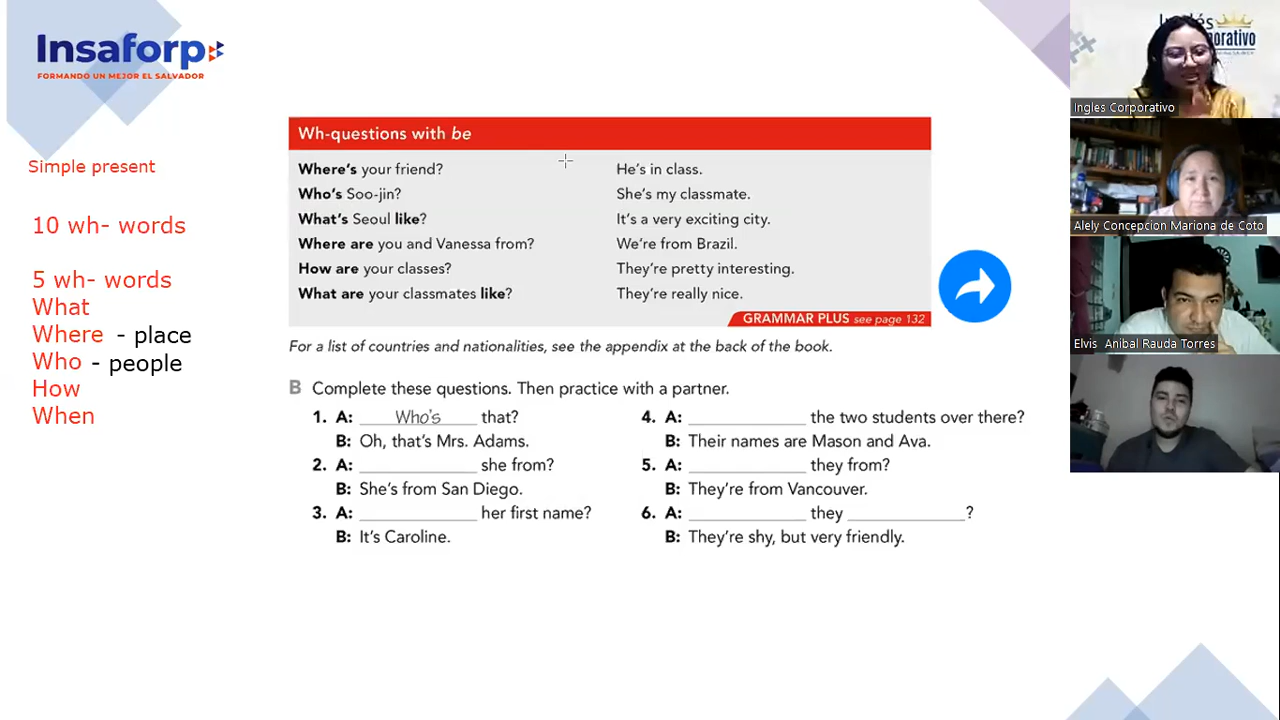 Insaforp
FORMANDO UN MEJOR EL SALVADOR
Simple present
10 wh- words
5 wh- words
What
Where - place
Who - people
How
When
Wh-questions with be
Where's your friend? He's in class.
Who's Soo-jin? She's my classmate.
What's Seoul like? It's a very exciting city.
Where are you and Vanessa from? We're from Brazil.
How are your classes? They're pretty interesting.
What are your classmates like? They're really nice.
GRAMMAR PLUS see page 132
For a list of countries and nationalities, see the appendix at the back of the book.
B Complete these questions. Then practice with a partner.
1. A: Who's that?
B: Oh, that's Mrs. Adams.
2. A: ____________ she from?
B: She's from San Diego.
3. A: ____________ her first name?
B: It's Caroline.
4. A: ____________ the two students over there?
B: Their names are Mason and Ava.
5. A: ____________ they from?
B: They're from Vancouver.
6. A: ____________ they ____________?
B: They're shy, but very friendly.
Ingles Corporativo
Alely Concepcion Mariona de Coto
Elvis Anibal Rauda Torres